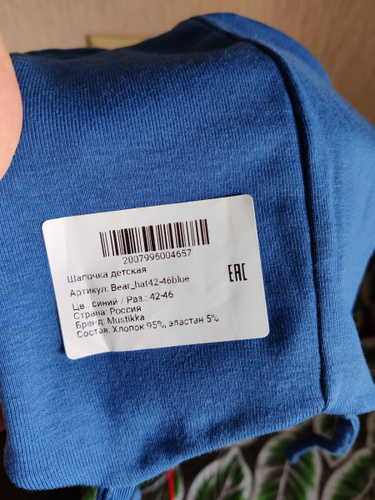 2007996004657
Шапочка детская
Артикул: Bear_hat42-46blue
Цв.: синий / Раз.: 42-46
Страна: Россия
Бренд: Mustikka
Состав: Хлопок 95%, эластан 5%
EAC